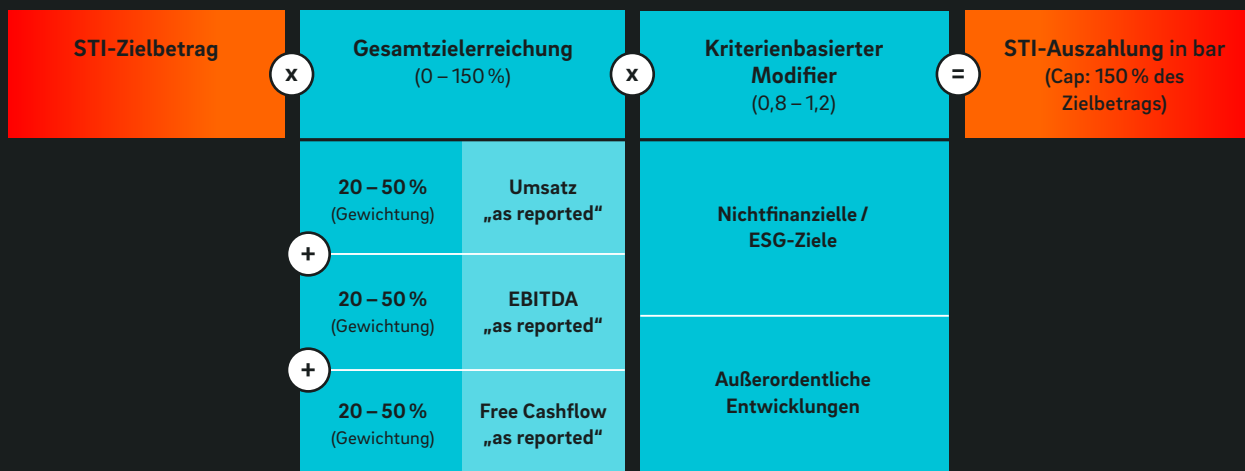 STI-Zielbetrag
x
Gesamtzielerreichung
(0 – 150 %)
x
Kriterienbasierter
Modifier
(0,8 – 1,2)
=
STI-Auszahlung in bar
(Cap: 150 % des
Zielbetrags)
20 – 50 %
(Gewichtung)
Umsatz
„as reported“
+
20 – 50 %
(Gewichtung)
EBITDA
„as reported“
+
20 – 50 %
(Gewichtung)
Free Cashflow
„as reported“
Nichtfinanzielle /
ESG-Ziele
Außerordentliche
Entwicklungen